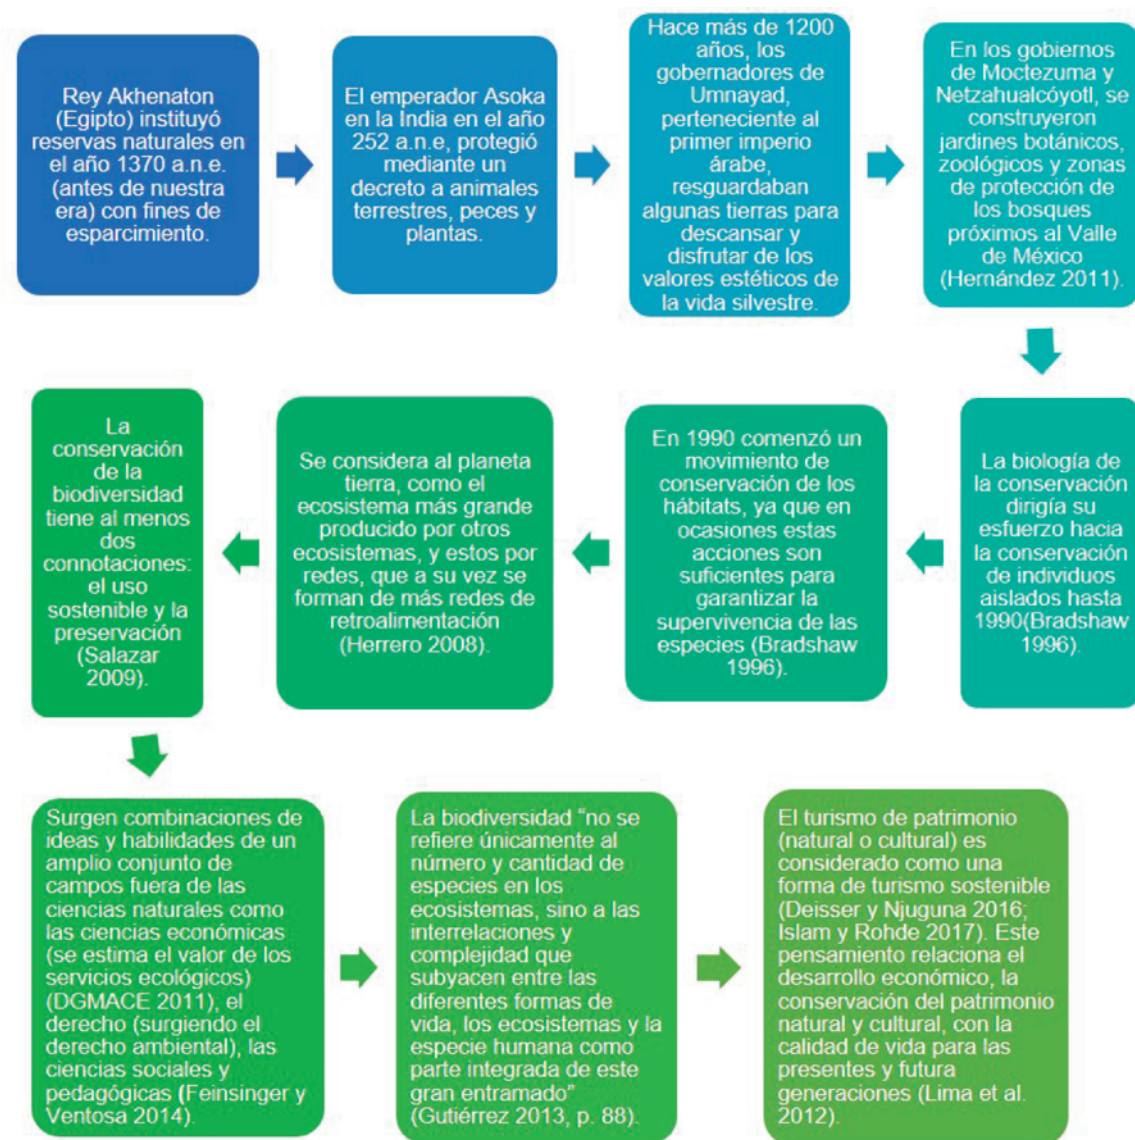 Rey Akhenaton
(Egipto) instituyó
reservas naturales en
el año 1370 a.n.e.
(antes de nuestra
era) con fines de
esparcimiento.
El emperador Asoka
en la India en el año
252 a.n.e, protegió
mediante un
decreto a animales
terrestres, peces y
plantas.
Hace más de 1200
años, los
gobernadores de
Umnayad,
perteneciente al
primer imperio
árabe,
resguardaban
algunas tierras para
descansar y
disfrutar de los
valores estéticos de
la vida silvestre.
En los gobiernos
de Moctezuma y
Netzahualcóyotl, se
construyeron
jardines botánicos,
zoológicos y zonas
de protección de
los bosques
próximos al Valle
de México
(Hernández 2011).
La biología de
la conservación
dirigía su
esfuerzo hacia
la conservación
de individuos
aislados hasta
1990(Bradshaw
1996).
En 1990 comenzó un
movimiento de
conservación de los
hábitats, ya que en
ocasiones estas
acciones son
suficientes para
garantizar la
supervivencia de las
especies (Bradshaw
1996).
Se considera al planeta
tierra, como el
ecosistema más grande
producido por otros
ecosistemas, y estos por
redes, que a su vez se
forman de más redes de
retroalimentación
(Herrero 2008).
La
conservación
de la
biodiversidad
tiene al menos
dos
connotaciones:
el uso
sostenible y la
preservación
(Salazar
2009).
Surgen combinaciones de
ideas y habilidades de un
amplio conjunto de
campos fuera de las
ciencias naturales como
las ciencias económicas
(se estima el valor de los
servicios ecológicos)
(DGMACE 2011), el
derecho (surgiendo el
derecho ambiental), las
ciencias sociales y
pedagógicas (Feinsinger y
Ventosa 2014).
La biodiversidad “no se
refiere únicamente al
número y cantidad de
especies en los
ecosistemas, sino a las
interrelaciones y
complejidad que
subyacen entre las
diferentes formas de
vida, los ecosistemas y la
especie humana como
parte integrada de este
gran entramado”
(Gutiérrez 2013, p. 88).
El turismo de patrimonio
(natural o cultural) es
considerado como una
forma de turismo sostenible
(Deisser y Njuguna 2016;
Islam y Rohde 2017). Este
pensamiento relaciona el
desarrollo económico, la
conservación del patrimonio
natural y cultural, con la
calidad de vida para las
presentes y futura
generaciones (Lima et al.
2012).